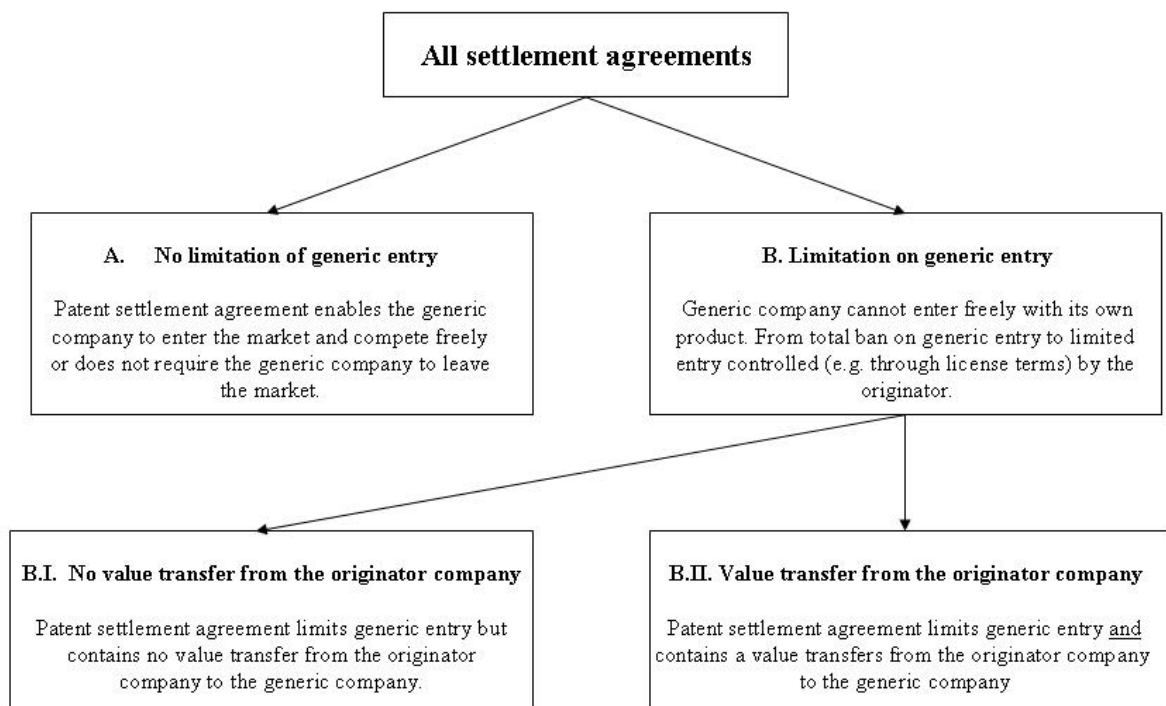 All settlement agreements
A. No limitation of generic entry
Patent settlement agreement enables the generic
company to enter the market and compete freely
or does not require the generic company to leave
the market.
B. Limitation on generic entry
Generic company cannot enter freely with its own
product. From total ban on generic entry to limited
entry controlled (e.g. through license terms) by the
originator.
B.I. No value transfer from the originator company
Patent settlement agreement limits generic entry but
contains no value transfer from the originator
company to the generic company.
B.II. Value transfer from the originator company
Patent settlement agreement limits generic entry and
contains a value transfers from the originator company
to the generic company